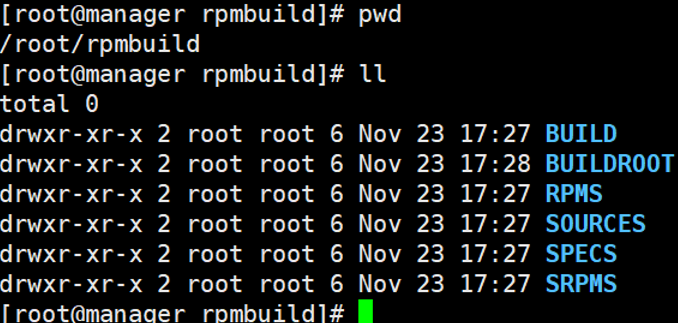 [root@manager rpmbuild]# pwd
/root/rpmbuild
[root@manager rpmbuild]# ll
total 0
drwxr-xr-x 2 root root 6 Nov 23 17:27 BUILD
drwxr-xr-x 2 root root 6 Nov 23 17:28 BUILDROOT
drwxr-xr-x 2 root root 6 Nov 23 17:27 RPMS
drwxr-xr-x 2 root root 6 Nov 23 17:27 SOURCES
drwxr-xr-x 2 root root 6 Nov 23 17:27 SPECS
drwxr-xr-x 2 root root 6 Nov 23 17:27 SRPMS
[root@manager rpmbuild]#